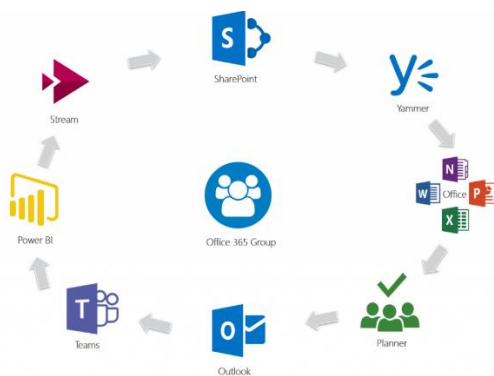 S
SharePoint
Stream
Yammer
N
W
Office
P
X
Power BI
Office 365 Group
T
Teams
O
Outlook
Planner